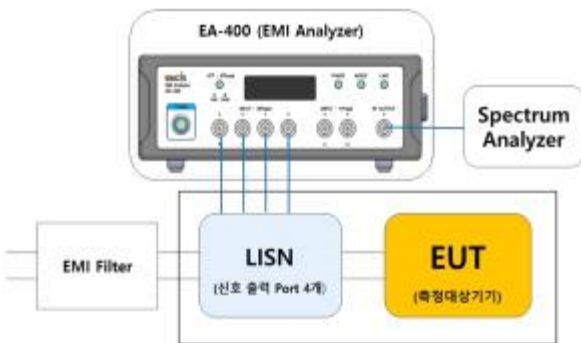 EA-400 (EMI Analyzer)
Spectrum
Analyzer
EMI Filter
LISN
(신호 출력 Port 4개)
EUT
(측정대상기기)